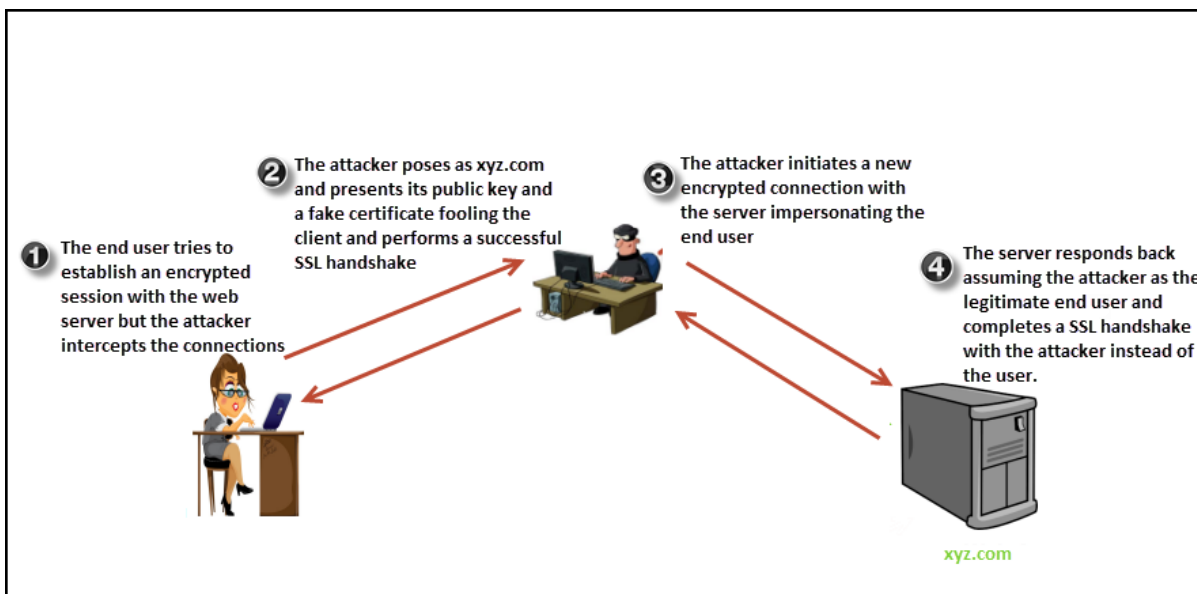 1
The end user tries to
establish an encrypted
session with the web
server but the attacker
intercepts the connections
2
The attacker poses as xyz.com
and presents its public key and
a fake certificate fooling the
client and performs a successful
SSL handshake
3
The attacker initiates a new
encrypted connection with
the server impersonating the
end user
4
The server responds back
assuming the attacker as the
legitimate end user and
completes a SSL handshake
with the attacker instead of
the user.
xyz.com